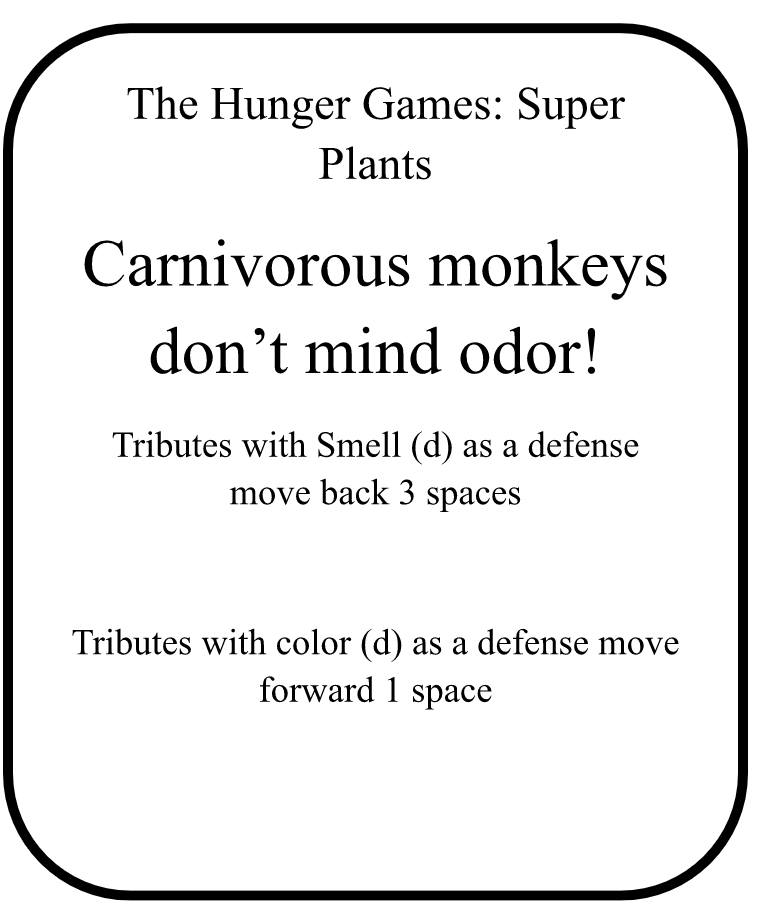 The Hunger Games: Super
Plants
Carnivorous monkeys
don’t mind odor!
Tributes with Smell (d) as a defense
move back 3 spaces
Tributes with color (d) as a defense move
forward 1 space